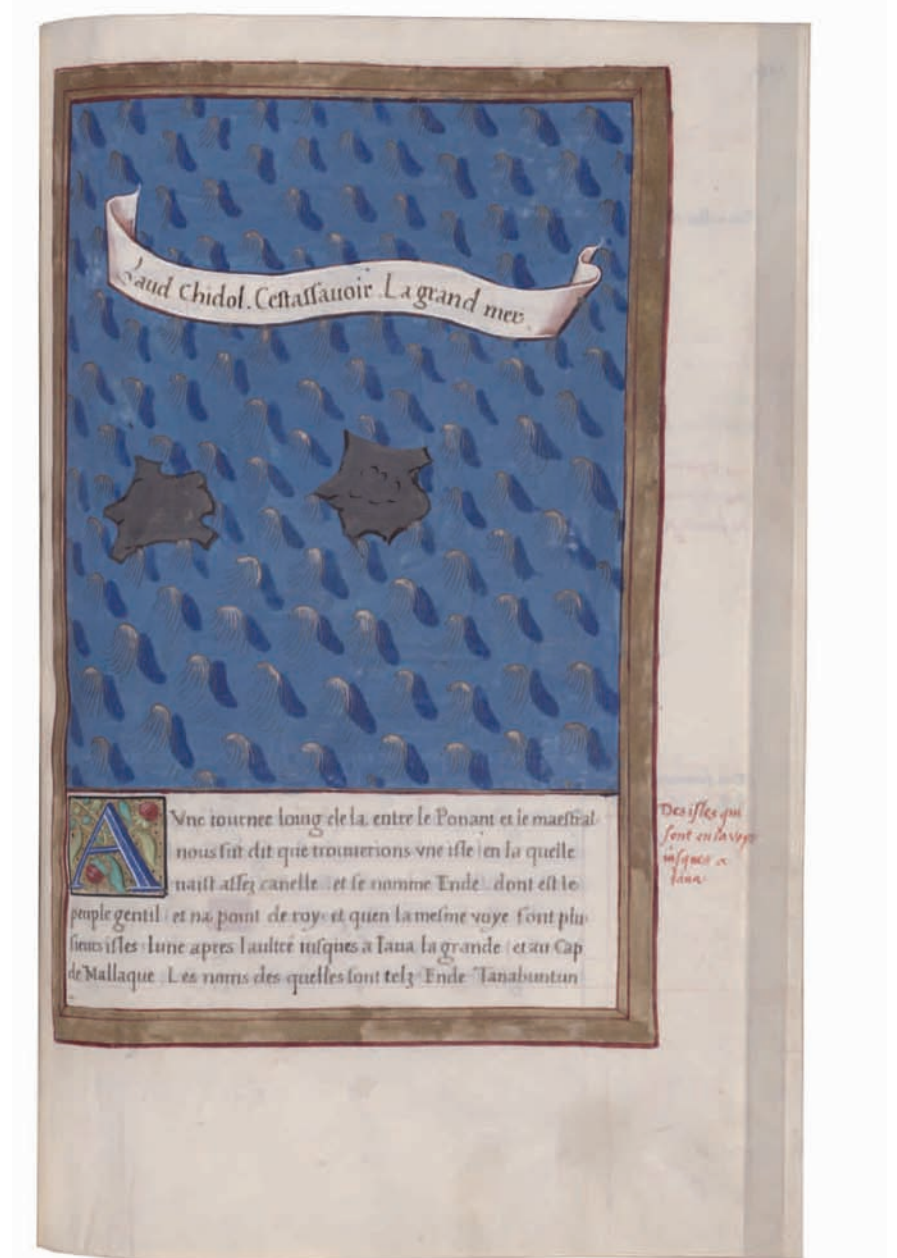 Laud Chidol. Cestassauoir. La grand mer.
A Vne iournee loing de la, entre le Ponant et le maestral
nous fut dit que trouuerions vne isle en la quelle
naist assez canelle et se nomme Ende dont est le
peuple gentil et na point de roy et quen la mesme voye sont plu
sieurs isles lune apres laultre iusques a Iaua la grande et au Cap
de Mallaque Les noms des quelles sont telz Ende Tanabuntun
Des isles qui
sont en la voye
iusques a
Iaua